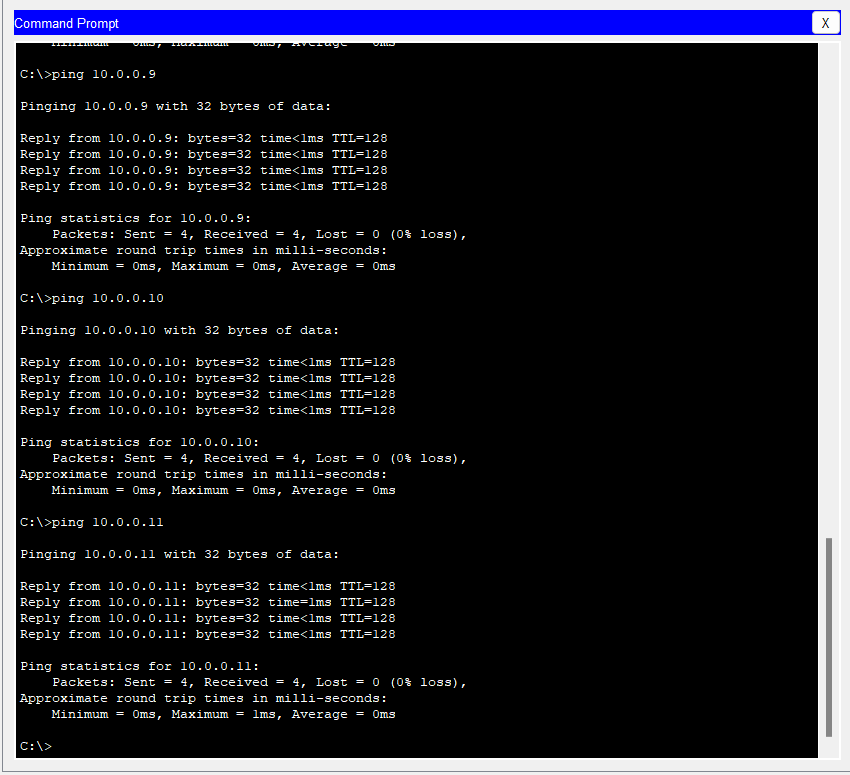 Command Prompt
X
Minimum = 0ms, Maximum = 0ms, Average = 0ms
C:\>ping 10.0.0.9
Pinging 10.0.0.9 with 32 bytes of data:
Reply from 10.0.0.9: bytes=32 time<1ms TTL=128
Reply from 10.0.0.9: bytes=32 time<1ms TTL=128
Reply from 10.0.0.9: bytes=32 time<1ms TTL=128
Reply from 10.0.0.9: bytes=32 time<1ms TTL=128
Ping statistics for 10.0.0.9:
Packets: Sent = 4, Received = 4, Lost = 0 (0% loss),
Approximate round trip times in milli-seconds:
Minimum = 0ms, Maximum = 0ms, Average = 0ms
C:\>ping 10.0.0.10
Pinging 10.0.0.10 with 32 bytes of data:
Reply from 10.0.0.10: bytes=32 time<1ms TTL=128
Reply from 10.0.0.10: bytes=32 time<1ms TTL=128
Reply from 10.0.0.10: bytes=32 time<1ms TTL=128
Reply from 10.0.0.10: bytes=32 time<1ms TTL=128
Ping statistics for 10.0.0.10:
Packets: Sent = 4, Received = 4, Lost = 0 (0% loss),
Approximate round trip times in milli-seconds:
Minimum = 0ms, Maximum = 0ms, Average = 0ms
C:\>ping 10.0.0.11
Pinging 10.0.0.11 with 32 bytes of data:
Reply from 10.0.0.11: bytes=32 time<1ms TTL=128
Reply from 10.0.0.11: bytes=32 time=1ms TTL=128
Reply from 10.0.0.11: bytes=32 time<1ms TTL=128
Reply from 10.0.0.11: bytes=32 time<1ms TTL=128
Ping statistics for 10.0.0.11:
Packets: Sent = 4, Received = 4, Lost = 0 (0% loss),
Approximate round trip times in milli-seconds:
Minimum = 0ms, Maximum = 1ms, Average = 0ms
C:\>